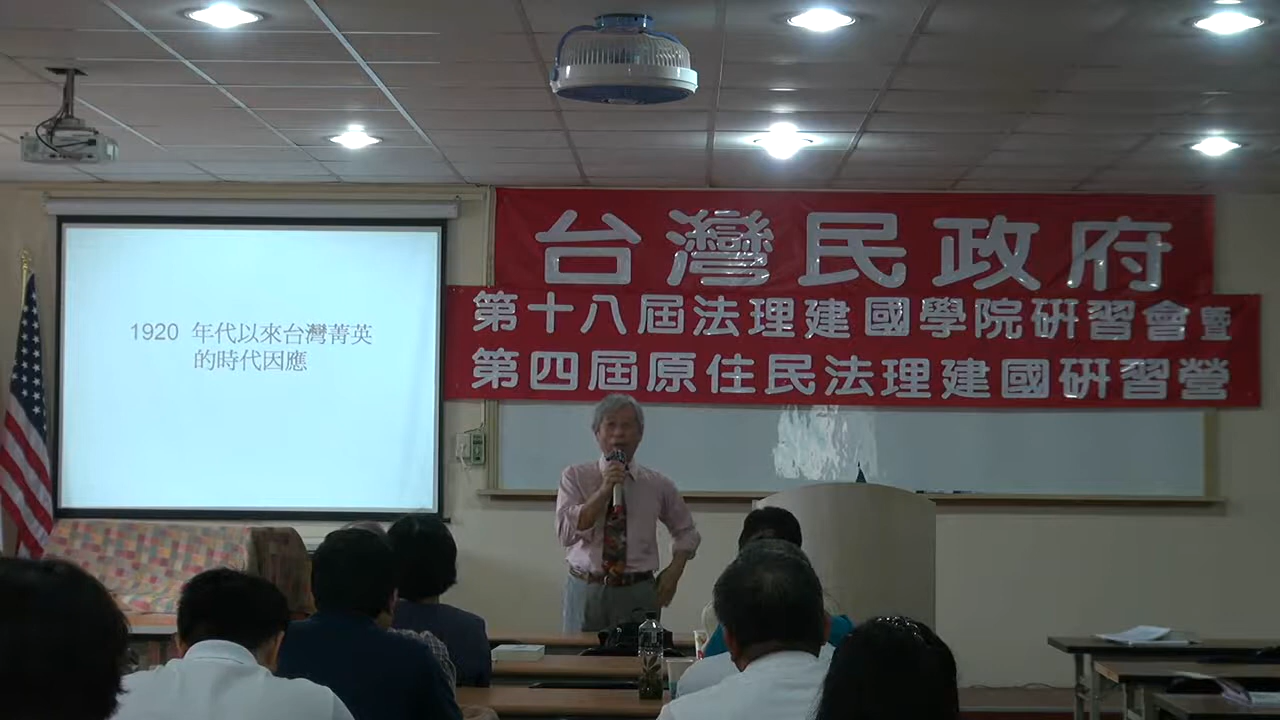 1920 年代以來台灣菁英
的時代因應
台灣民政府
第十八屆法理建國學院研習會暨
第四屆原住民法理建國研習營